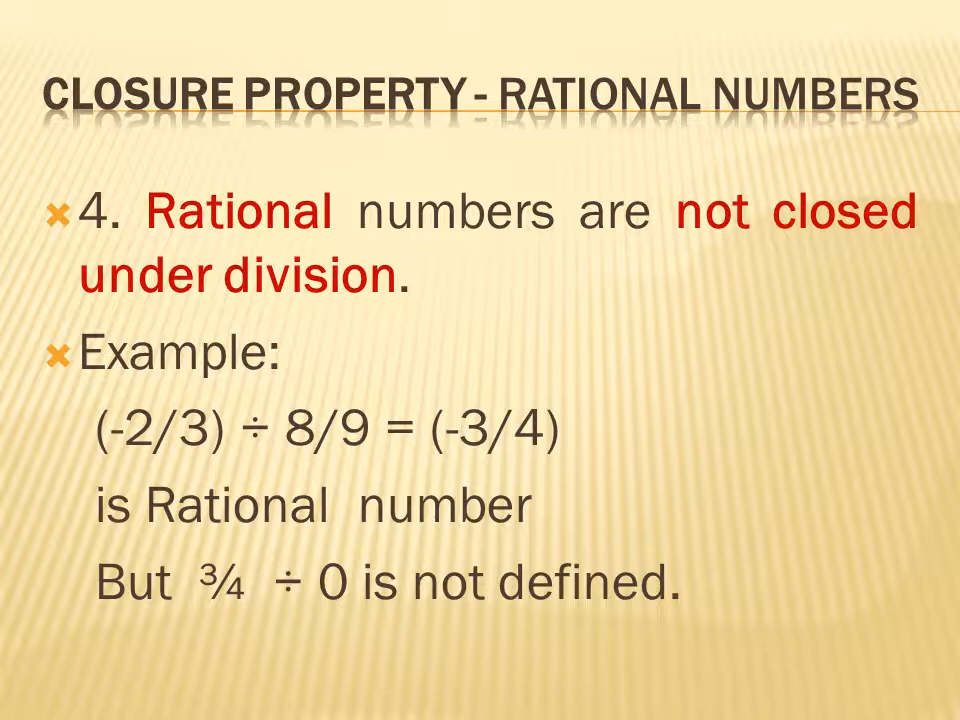 CLOSURE PROPERTY - RATIONAL NUMBERS
4. Rational numbers are not closed
under division.
Example:
(-2/3) ÷ 8/9 = (-3/4)
is Rational number
But ¾ ÷ 0 is not defined.